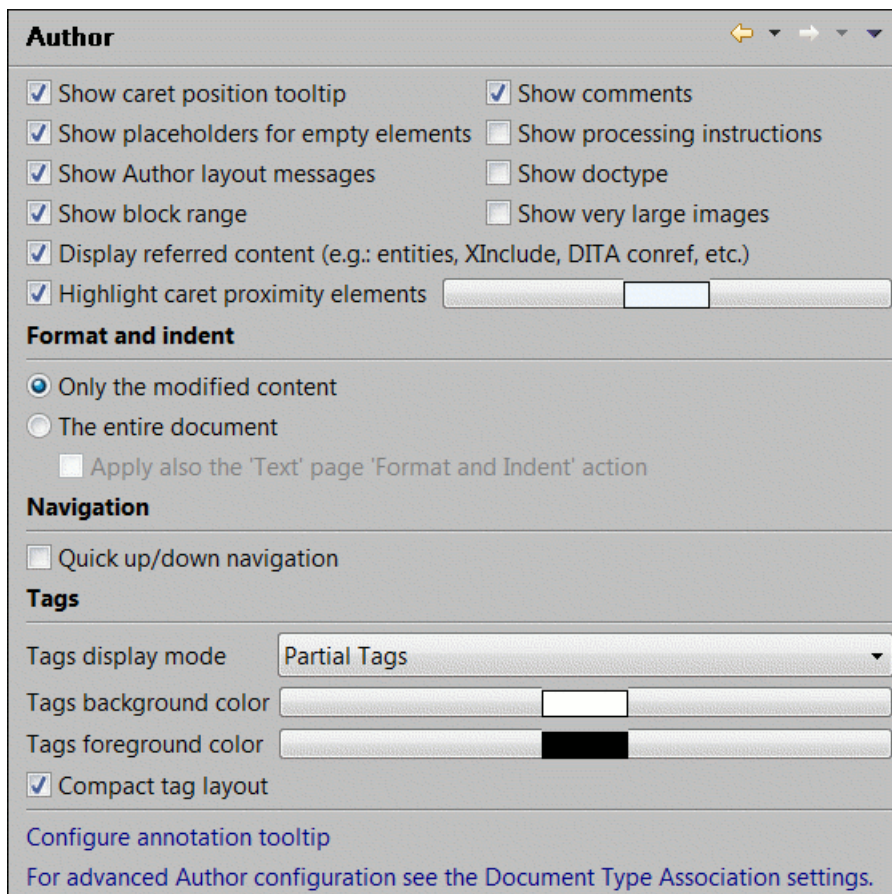 Author
Show caret position tooltip
Show comments
Show placeholders for empty elements
Show processing instructions
Show Author layout messages
Show doctype
Show block range
Show very large images
Display referred content (e.g.: entities, XInclude, DITA conref, etc.)
Highlight caret proximity elements
Format and indent
Only the modified content
The entire document
Apply also the 'Text' page 'Format and Indent' action
Navigation
Quick up/down navigation
Tags
Tags display mode
Partial Tags
Tags background color
Tags foreground color
Compact tag layout
Configure annotation tooltip
For advanced Author configuration see the Document Type Association settings.